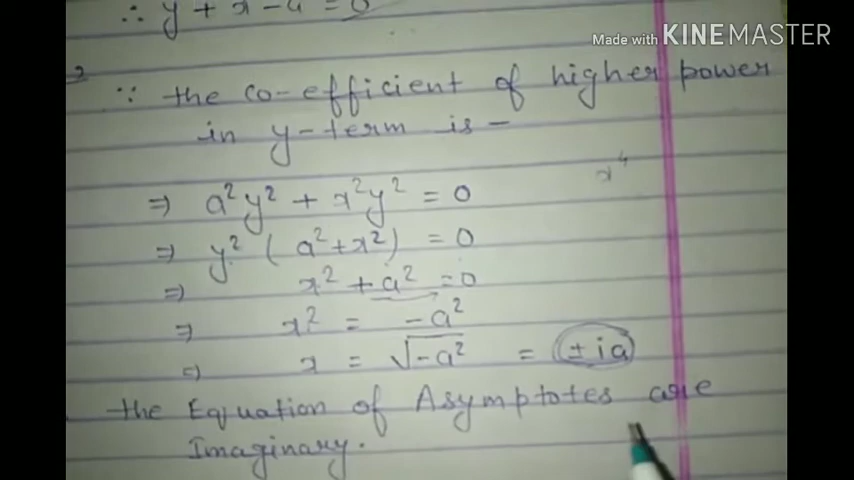 ∴ y + x - a = 0
Made with KINEMASTER
∵ the co-efficient of higher power
in y-term is -
x⁴
⇒ a²y² + x²y² = 0
⇒ y² ( a² + x² ) = 0
⇒ x² + a² = 0
⇒ x² = -a²
⇒ x = √-a² = ±ia
the Equation of Asymptotes are
Imaginary.